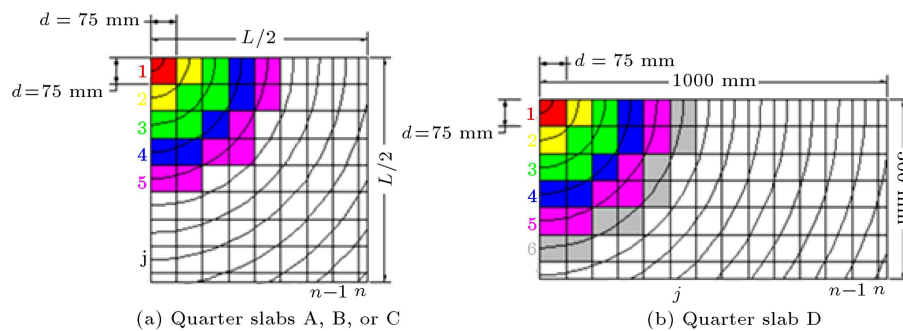 d = 75 mm
L/2
d=75 mm
1
2
3
4
5
j
L/2
n−1 n
(a) Quarter slabs A, B, or C
d = 75 mm
1000 mm
d=75 mm
1
2
3
4
5
6
j
n−1 n
(b) Quarter slab D